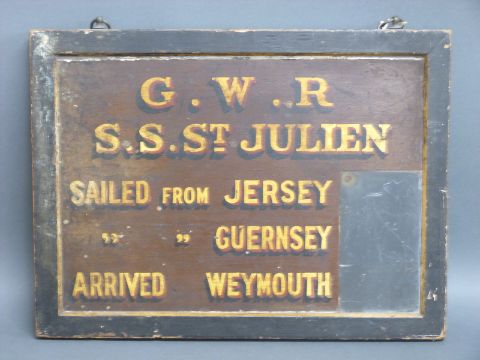 G.W.R
S.S.ST JULIEN
SAILED FROM JERSEY
" " GUERNSEY
ARRIVED WEYMOUTH